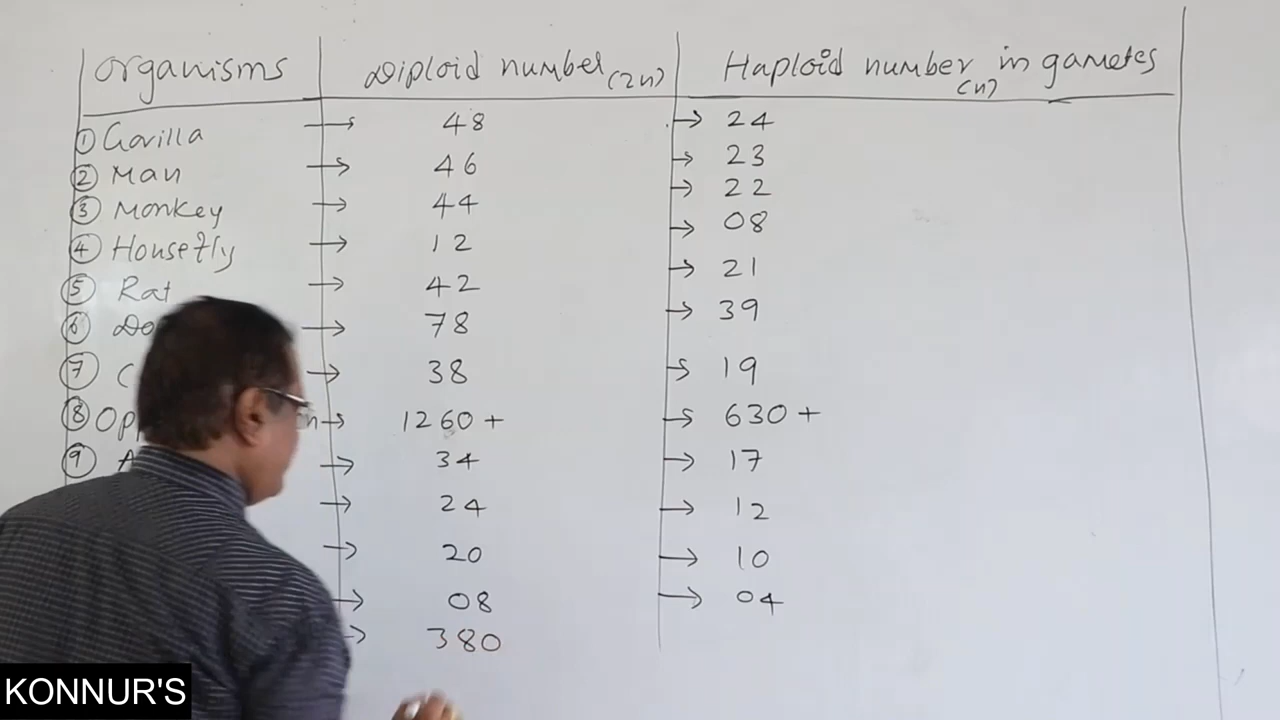 Organisms Diploid number (2n) Haploid number in gametes (n)
① Gorilla → 48 → 24
② Man → 46 → 23
③ Monkey → 44 → 22
④ Housefly → 12 → 08
⑤ Rat → 42 → 21
⑥ → 78 → 39
⑦ → 38 → 19
⑧ → 1260+ → 630+
⑨ → 34 → 17
→ 24 → 12
→ 20 → 10
→ 08 → 04
→ 380
KONNUR'S